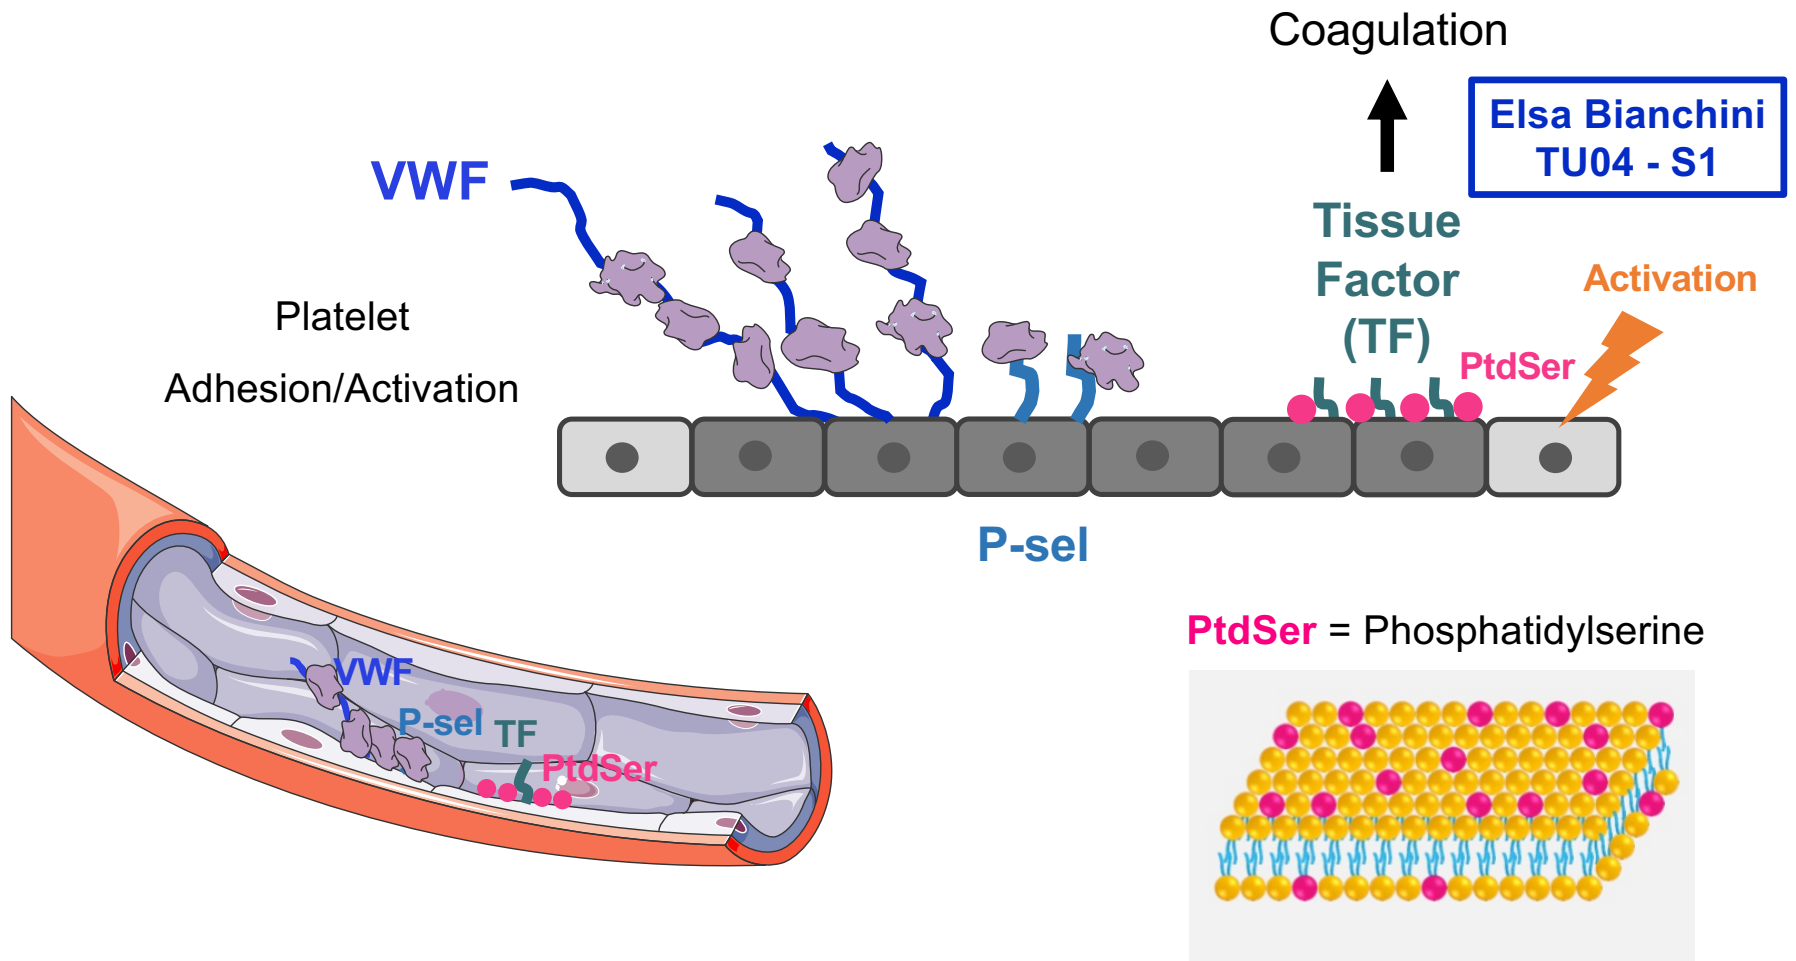 Coagulation
Elsa Bianchini
TU04 - S1
VWF
Tissue
Factor
(TF)
Activation
PtdSer
Platelet
Adhesion/Activation
P-sel
PtdSer = Phosphatidylserine
VWF
P-sel
TF
PtdSer